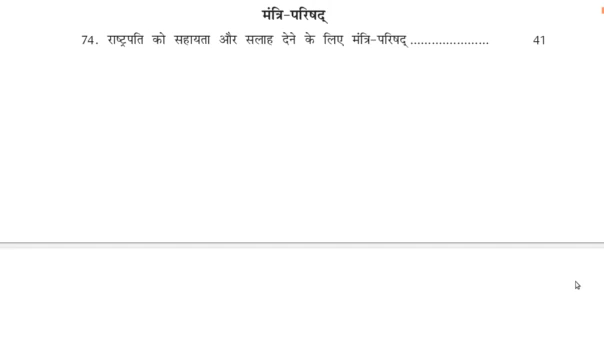 मंत्रि-परिषद्
74. राष्ट्रपति को सहायता और सलाह देने के लिए मंत्रि-परिषद् ...................... 41